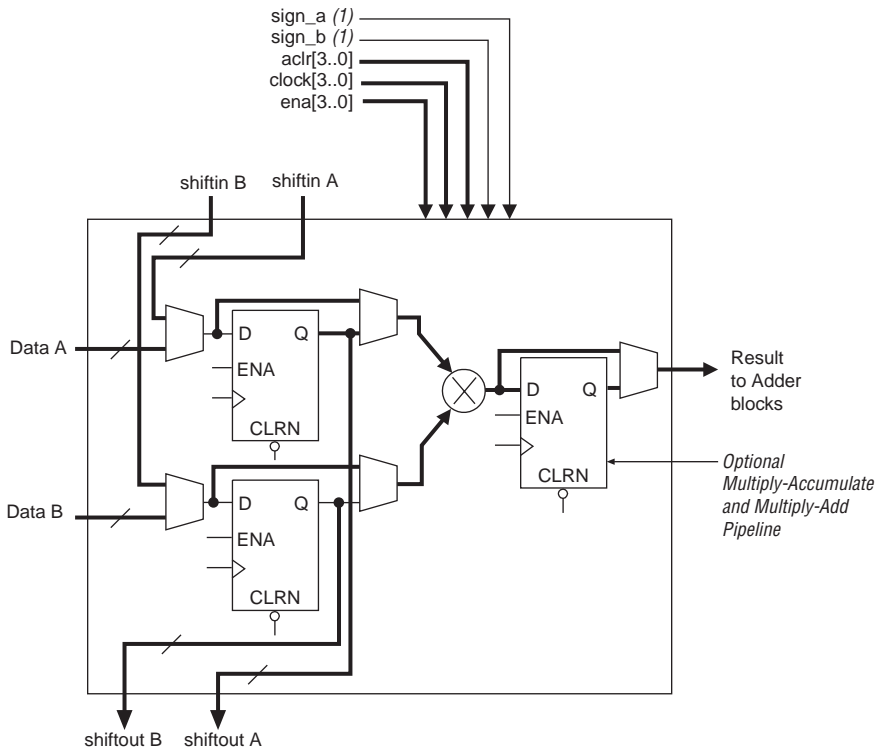 sign_a (1)
sign_b (1)
aclr[3..0]
clock[3..0]
ena[3..0]
shiftin B
shiftin A
Data A
D
Q
ENA
CLRN
Result
to Adder
blocks
D
Q
ENA
CLRN
Optional
Multiply-Accumulate
and Multiply-Add
Pipeline
Data B
D
Q
ENA
CLRN
shiftout B
shiftout A